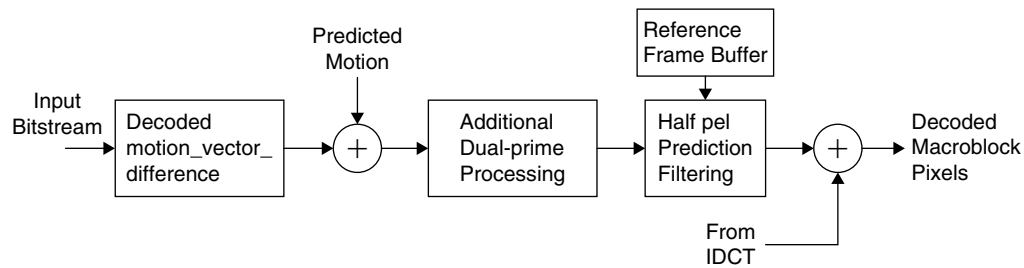 Input
Bitstream
Decoded
motion_vector_
difference
Predicted
Motion
+
Additional
Dual-prime
Processing
Reference
Frame Buffer
Half pel
Prediction
Filtering
+
From
IDCT
Decoded
Macroblock
Pixels